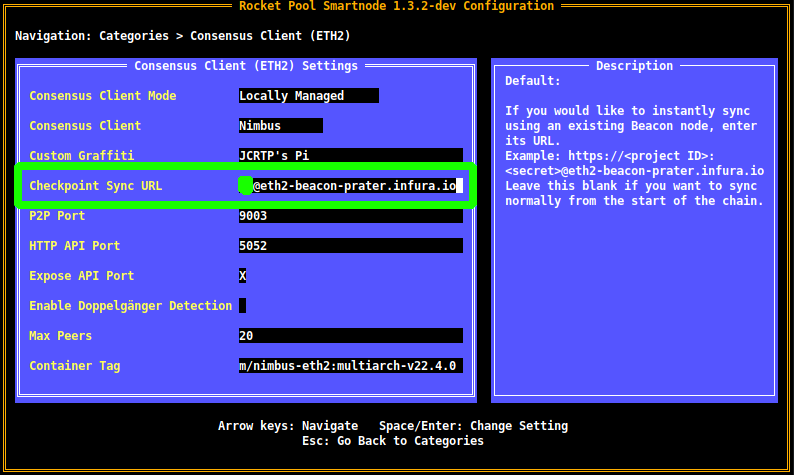 Rocket Pool Smartnode 1.3.2-dev Configuration
Navigation: Categories > Consensus Client (ETH2)
Consensus Client (ETH2) Settings
Consensus Client Mode Locally Managed
Consensus Client Nimbus
Custom Graffiti JCRTP's Pi
Checkpoint Sync URL @eth2-beacon-prater.infura.io
P2P Port 9003
HTTP API Port 5052
Expose API Port X
Enable Doppelgänger Detection
Max Peers 20
Container Tag m/nimbus-eth2:multiarch-v22.4.0
Description
Default:
If you would like to instantly sync
using an existing Beacon node, enter
its URL.
Example: https://<project ID>:
<secret>@eth2-beacon-prater.infura.io
Leave this blank if you want to sync
normally from the start of the chain.
Arrow keys: Navigate Space/Enter: Change Setting
Esc: Go Back to Categories